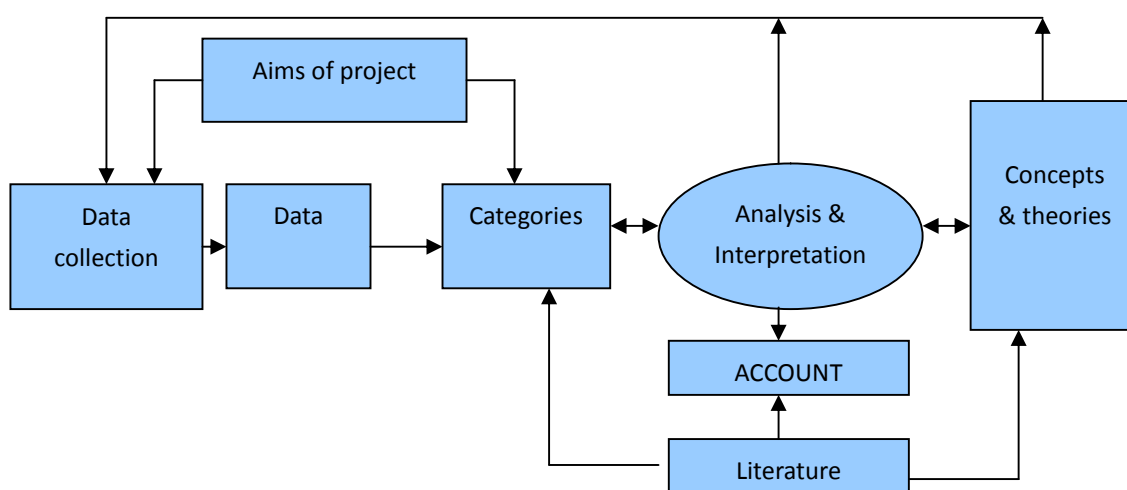 Aims of project
Data
collection
Data
Categories
Analysis &
Interpretation
Concepts
& theories
ACCOUNT
Literature